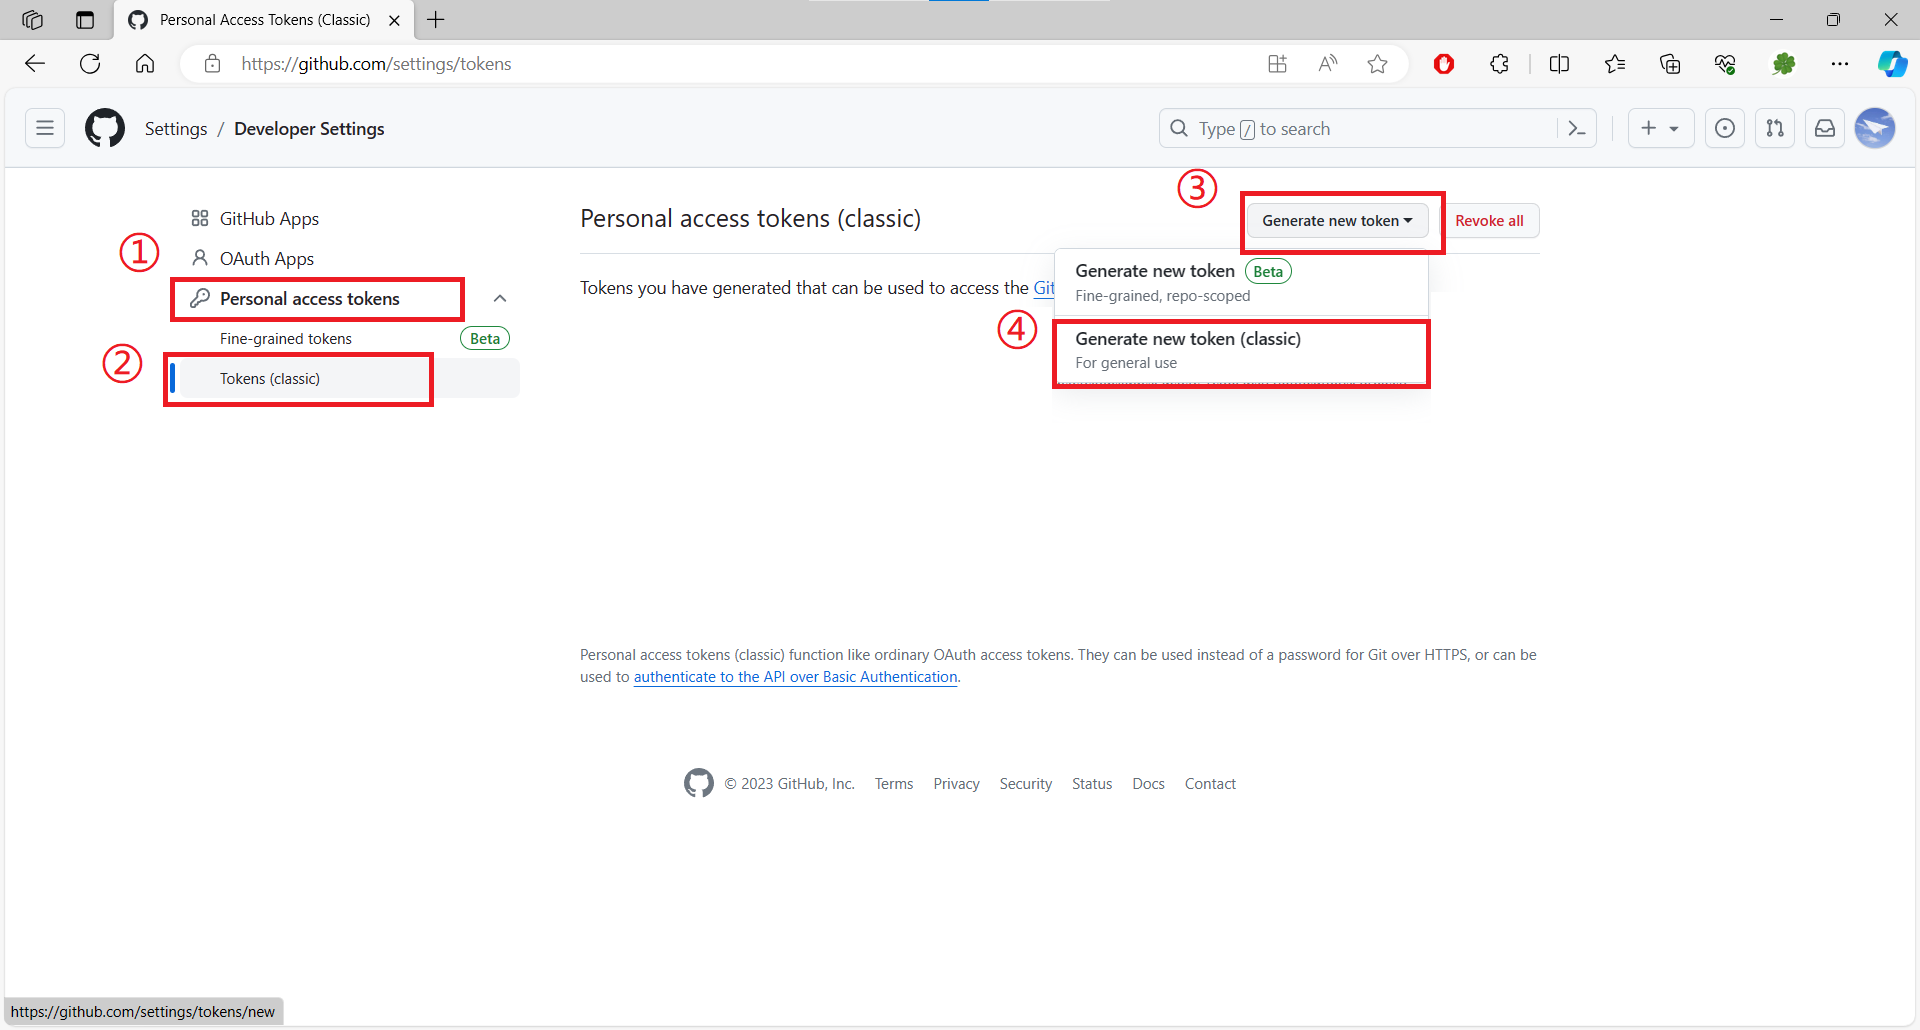 Personal Access Tokens (Classic)
https://github.com/settings/tokens
Settings / Developer Settings
Type / to search
③
GitHub Apps
Personal access tokens (classic)
Generate new token
Revoke all
①
OAuth Apps
Generate new token Beta
Fine-grained, repo-scoped
Personal access tokens
Tokens you have generated that can be used to access the Git
④
Fine-grained tokens Beta
Generate new token (classic)
For general use
②
Tokens (classic)
Personal access tokens (classic) function like ordinary OAuth access tokens. They can be used instead of a password for Git over HTTPS, or can be
used to authenticate to the API over Basic Authentication.
© 2023 GitHub, Inc. Terms Privacy Security Status Docs Contact
https://github.com/settings/tokens/new